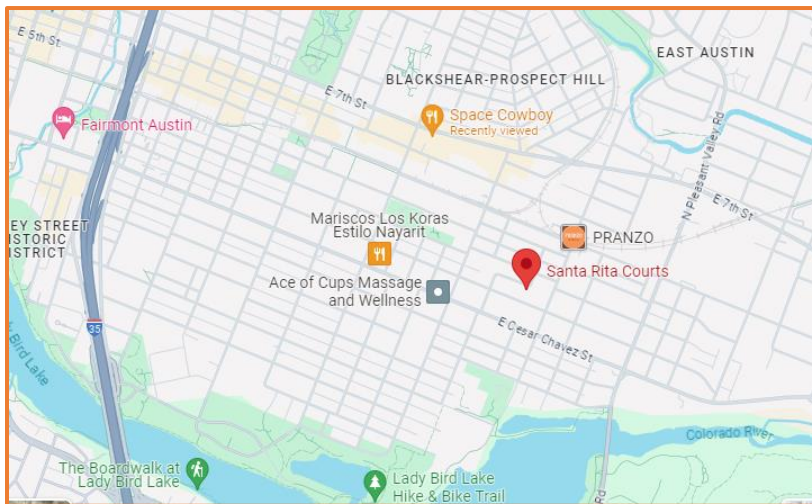 E 5th St
EAST AUSTIN
BLACKSHEAR-PROSPECT HILL
E 7th St
Space Cowboy
Recently viewed
Fairmont Austin
N Pleasant Valley Rd
E 7th St
EY STREET
ISTORIC
DISTRICT
Mariscos Los Koras
Estilo Nayarit
PRANZO
Santa Rita Courts
Ace of Cups Massage
and Wellness
35
E Cesar Chavez St
Bird Lake
Colorado River
The Boardwalk at
Lady Bird Lake
Lady Bird Lake
Hike & Bike Trail
Rd